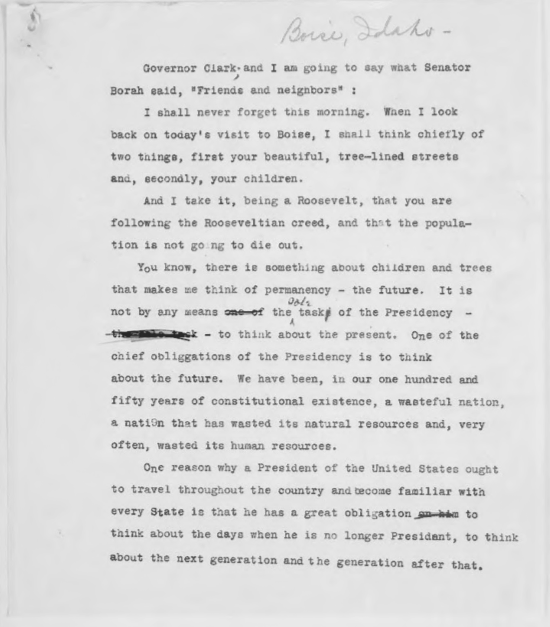 Boise, Idaho -
Governor Clark, and I am going to say what Senator
Borah said, "Friends and neighbors" :
I shall never forget this morning. When I look
back on today's visit to Boise, I shall think chiefly of
two things, first your beautiful, tree-lined streets
and, secondly, your children.
And I take it, being a Roosevelt, that you are
following the Rooseveltian creed, and that the popula-
tion is not going to die out.
You know, there is something about children and trees
that makes me think of permanency - the future. It is
sole
not by any means one of the task of the Presidency -
the sole task - to think about the present. One of the
chief obliggations of the Presidency is to think
about the future. We have been, in our one hundred and
fifty years of constitutional existence, a wasteful nation,
a nation that has wasted its natural resources and, very
often, wasted its human resources.
One reason why a President of the United States ought
to travel throughout the country and become familiar with
every State is that he has a great obligation on him to
think about the days when he is no longer Presidant, to think
about the next generation and the generation after that.